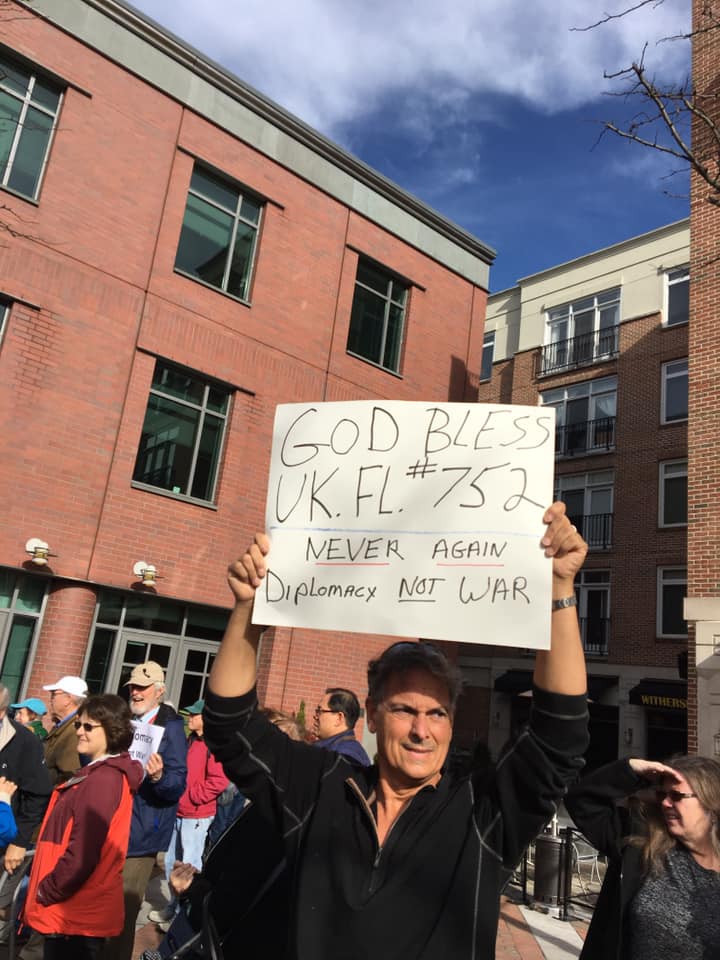 GOD BLESS
UK. FL. #752
NEVER AGAIN
DiplomAcy NOT WAR
WITHERS